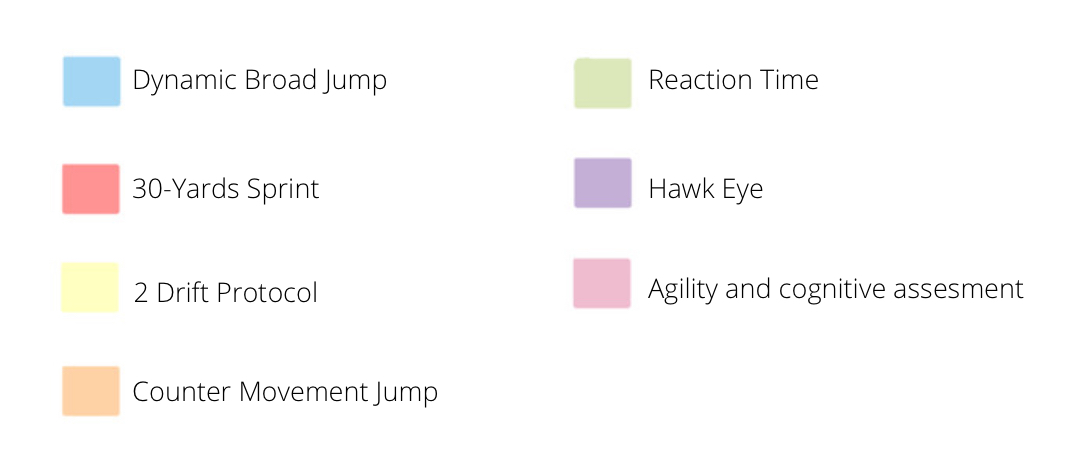 Dynamic Broad Jump
30-Yards Sprint
2 Drift Protocol
Counter Movement Jump
Reaction Time
Hawk Eye
Agility and cognitive assesment